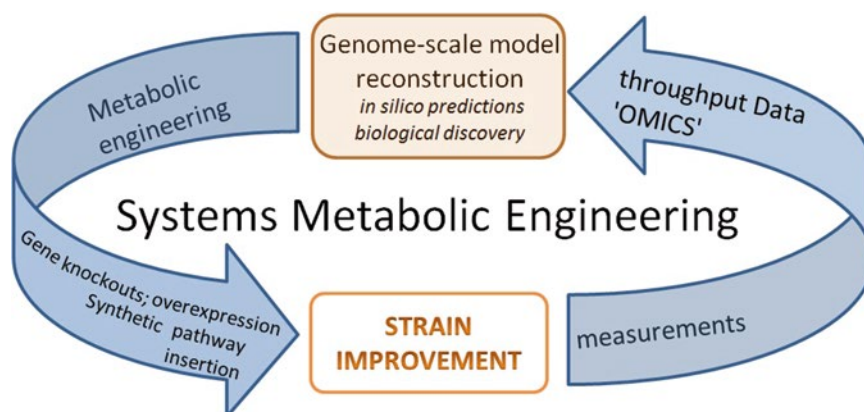 Genome-scale model
reconstruction
in silico predictions
biological discovery
Metabolic
engineering
throughput Data
'OMICS'
Systems Metabolic Engineering
Gene knockouts; overexpression
Synthetic pathway
insertion
STRAIN
IMPROVEMENT
measurements